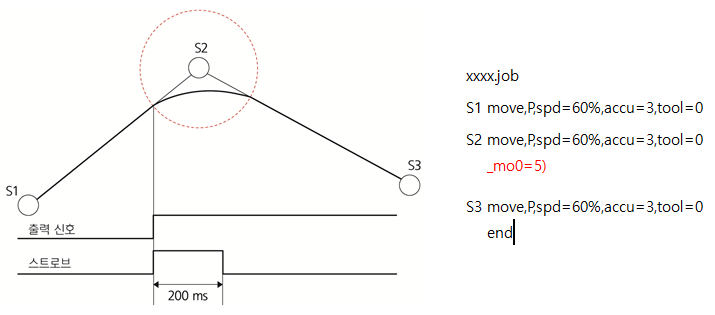 S2
S1
S3
출력 신호
스트로브
200 ms
xxxx.job
S1 move,P,spd=60%,accu=3,tool=0
S2 move,P,spd=60%,accu=3,tool=0
_mo0=5)
S3 move,P,spd=60%,accu=3,tool=0
end